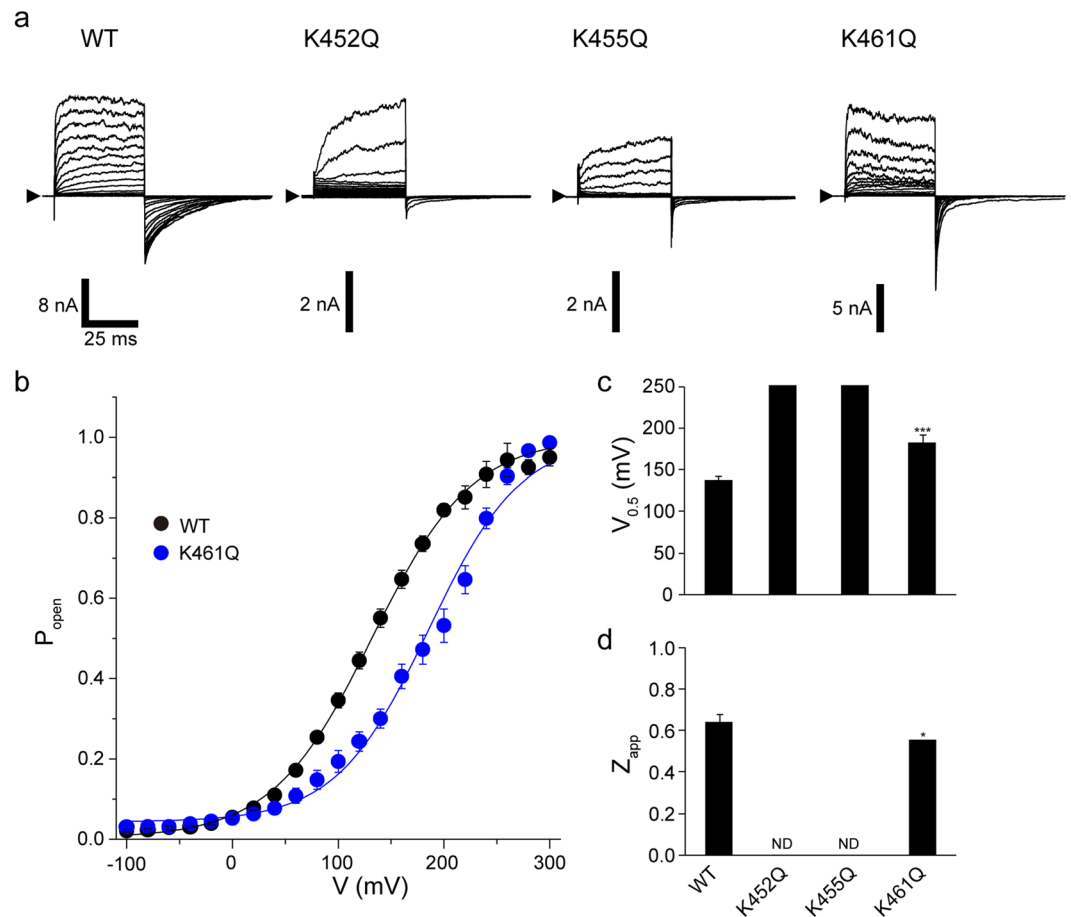 a
WT
K452Q
K455Q
K461Q
8 nA
25 ms
2 nA
2 nA
5 nA
b
1.0
0.8
0.6
0.4
0.2
0.0
P open
WT
K461Q
-100
0
100
200
300
V (mV)
c
250
200
150
100
50
0
V 0.5 (mV)
***
d
1.0
0.8
0.6
0.4
0.2
0.0
Z app
ND
ND
*
WT
K452Q
K455Q
K461Q